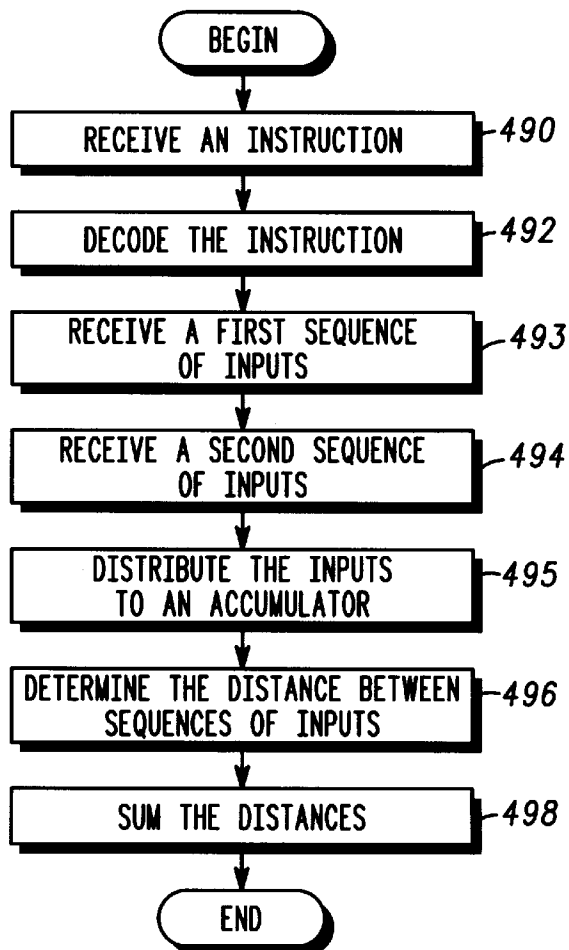 BEGIN
RECEIVE AN INSTRUCTION
490
DECODE THE INSTRUCTION
492
RECEIVE A FIRST SEQUENCE
OF INPUTS
493
RECEIVE A SECOND SEQUENCE
OF INPUTS
494
DISTRIBUTE THE INPUTS
TO AN ACCUMULATOR
495
DETERMINE THE DISTANCE BETWEEN
SEQUENCES OF INPUTS
496
SUM THE DISTANCES
498
END